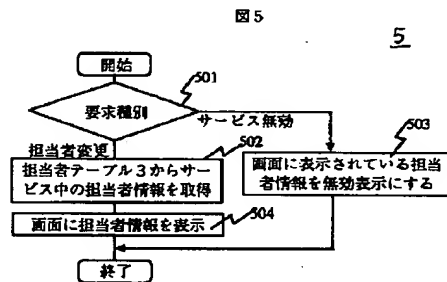 図5
5
開始
501
要求種別
サービス無効
503
担当者変更
502
担当者テーブル3からサー
ビス中の担当者情報を取得
画面に表示されている担当
者情報を無効表示にする
504
画面に担当者情報を表示
終了